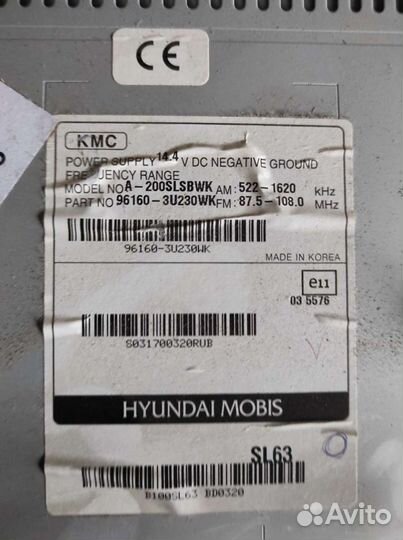 CE
KMC
POWER SUPPLY 14.4 V DC NEGATIVE GROUND
FREQUENCY RANGE
MODEL NO A-200SLSBWK AM: 522-1620 kHz
PART NO 96160-3U230WK FM: 87.5-108.0 MHz
96160-3U230WK
MADE IN KOREA
e11
03 5576
S031700320RUB
HYUNDAI MOBIS
SL63
B100SL63 BD0320
Avito